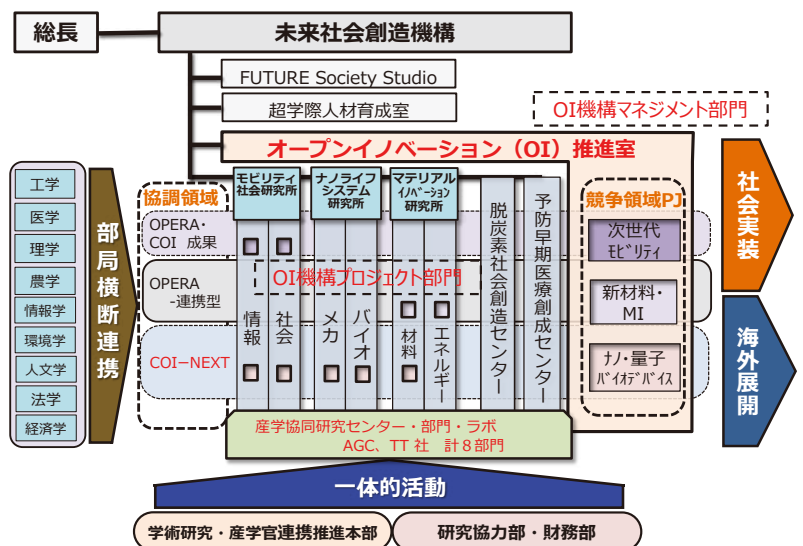 総長
未来社会創造機構
FUTURE Society Studio
超学際人材育成室
OI機構マネジメント部門
オープンイノベーション（OI）推進室
工学
医学
理学
農学
情報学
環境学
人文学
法学
経済学
部局横断連携
協調領域
OPERA・
COI 成果
OPERA
-連携型
COI−NEXT
モビリティ
社会研究所
ナノライフ
システム
研究所
マテリアル
イノベーション
研究所
OI機構プロジェクト部門
情報
社会
メカ
バイオ
材料
エネルギー
脱炭素社会創造センター
予防早期医療創成センター
競争領域PJ
次世代
モビリティ
新材料・
MI
ナノ・量子
バイオデバイス
社会実装
海外展開
産学協同研究センター・部門・ラボ
AGC、TT 社　計８部門
一体的活動
学術研究・産学官連携推進本部
研究協力部・財務部